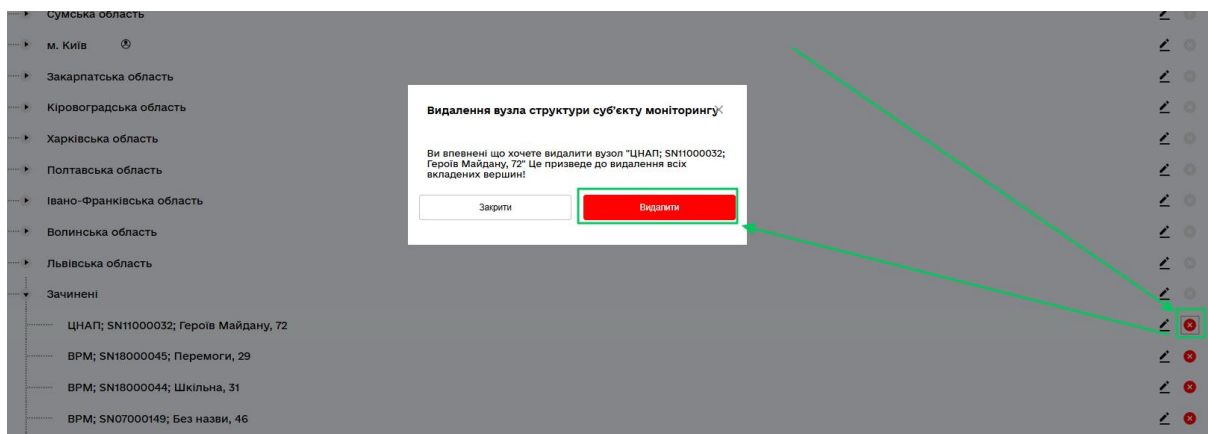 Сумська область
м. Київ
Закарпатська область
Кіровоградська область
Харківська область
Полтавська область
Івано-Франківська область
Волинська область
Львівська область
Зачинені
ЦНАП; SN11000032; Героїв Майдану, 72
ВРМ; SN18000045; Перемоги, 29
ВРМ; SN18000044; Шкільна, 31
ВРМ; SN07000149; Без назви, 46
Видалення вузла структури суб'єкту моніторингу
Ви впевнені що хочете видалити вузол "ЦНАП; SN11000032;
Героїв Майдану, 72" Це призведе до видалення всіх
вкладених вершин!
Закрити
Видалити